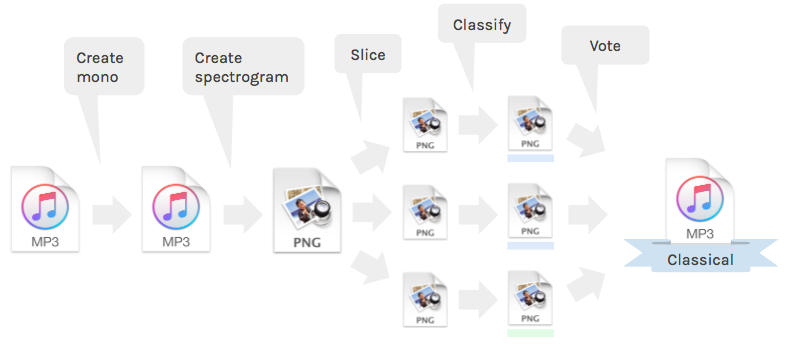 Create
mono
Create
spectrogram
Slice
Classify
Vote
MP3
MP3
PNG
PNG
PNG
PNG
PNG
PNG
PNG
MP3
Classical